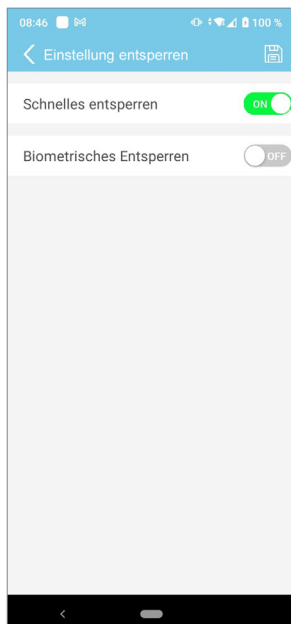 08:46 100 %
Einstellung entsperren
Schnelles entsperren ON
Biometrisches Entsperren OFF